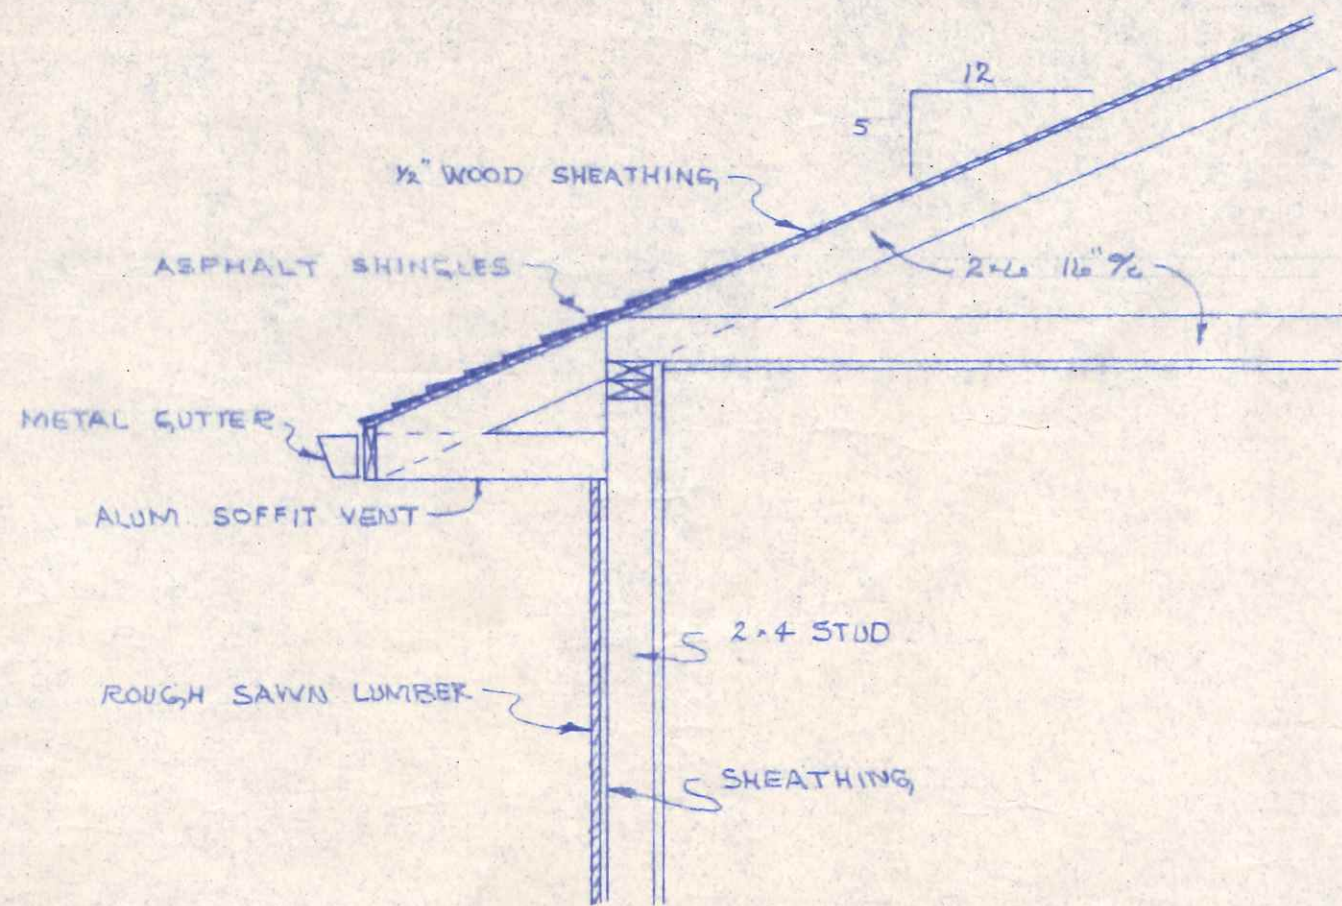 12
5
½" WOOD SHEATHING
ASPHALT SHINGLES
2×6 16" o/c
METAL GUTTER
ALUM. SOFFIT VENT
2×4 STUD
ROUGH SAWN LUMBER
SHEATHING